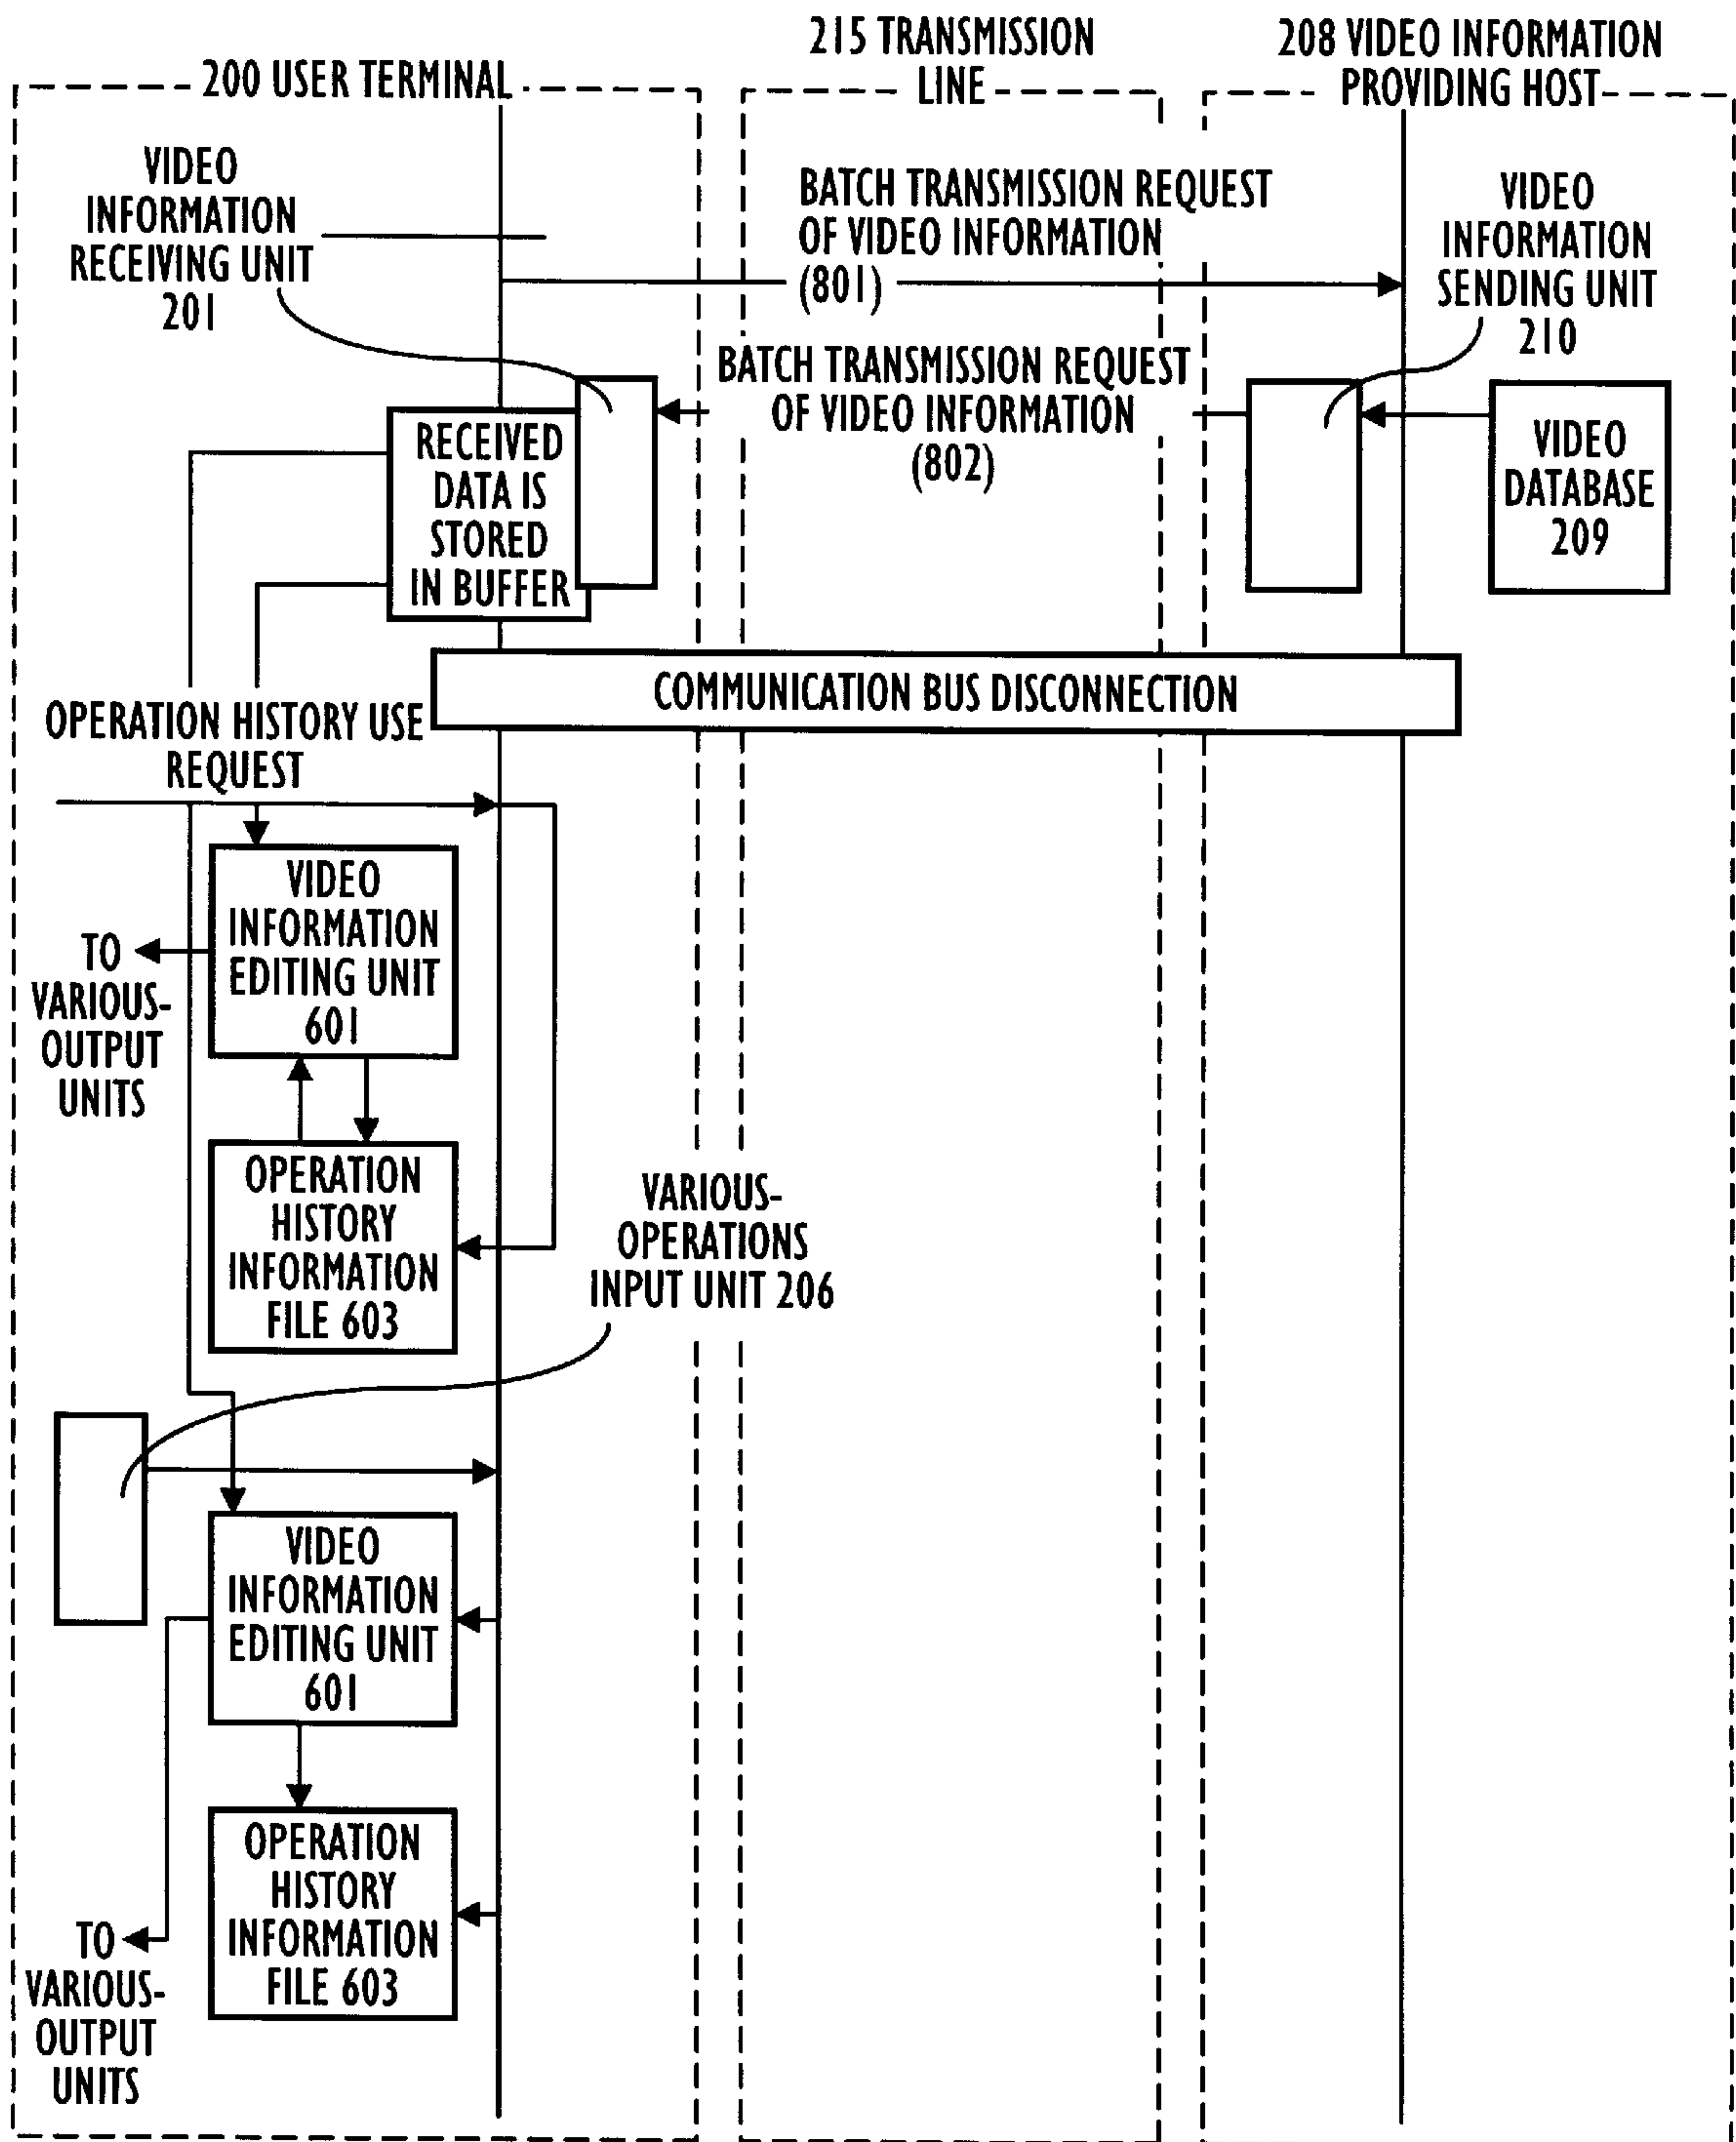 200 USER TERMINAL
215 TRANSMISSION
LINE
208 VIDEO INFORMATION
PROVIDING HOST
VIDEO
INFORMATION
RECEIVING UNIT
201
BATCH TRANSMISSION REQUEST
OF VIDEO INFORMATION
(801)
VIDEO
INFORMATION
SENDING UNIT
210
BATCH TRANSMISSION REQUEST
OF VIDEO INFORMATION
(802)
RECEIVED
DATA IS
STORED
IN BUFFER
VIDEO
DATABASE
209
COMMUNICATION BUS DISCONNECTION
OPERATION HISTORY USE
REQUEST
VIDEO
INFORMATION
EDITING UNIT
601
TO
VARIOUS-
OUTPUT
UNITS
OPERATION
HISTORY
INFORMATION
FILE 603
VARIOUS-
OPERATIONS
INPUT UNIT 206
VIDEO
INFORMATION
EDITING UNIT
601
OPERATION
HISTORY
INFORMATION
FILE 603
TO
VARIOUS-
OUTPUT
UNITS